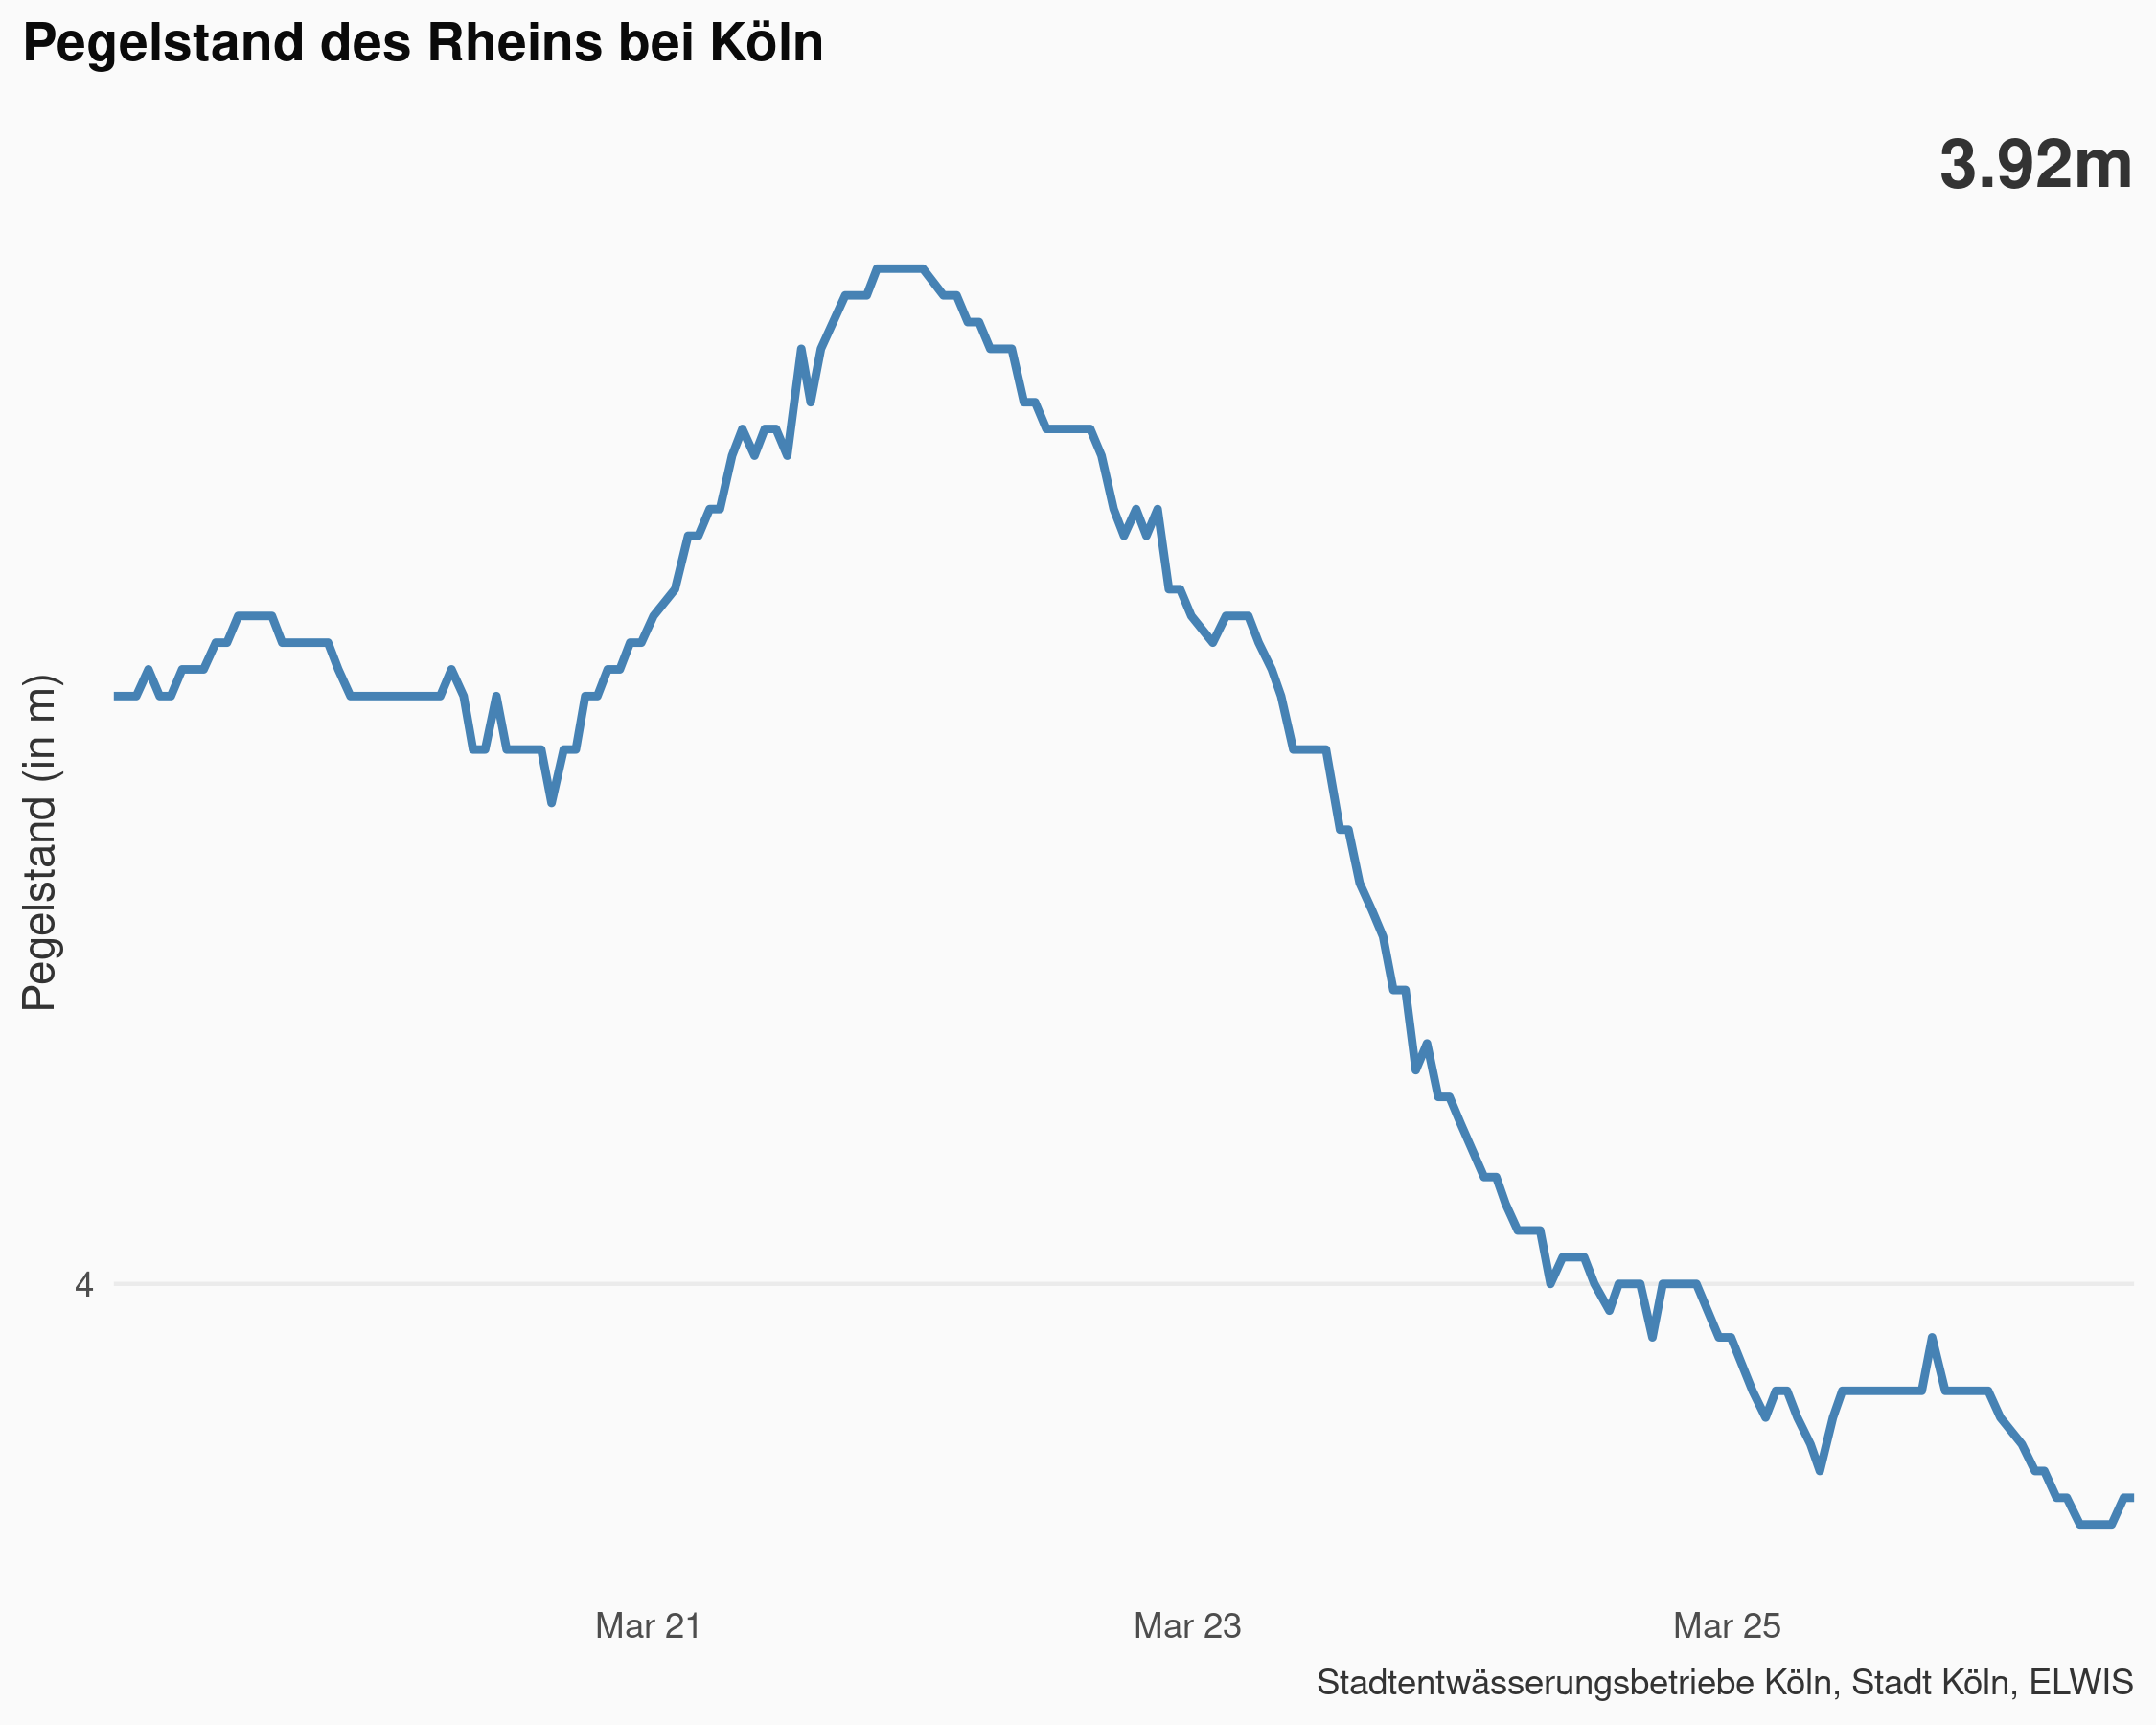 Pegelstand des Rheins bei Köln
3.92m
Pegelstand (in m)
4
Mar 21
Mar 23
Mar 25
Stadtentwässerungsbetriebe Köln, Stadt Köln, ELWIS